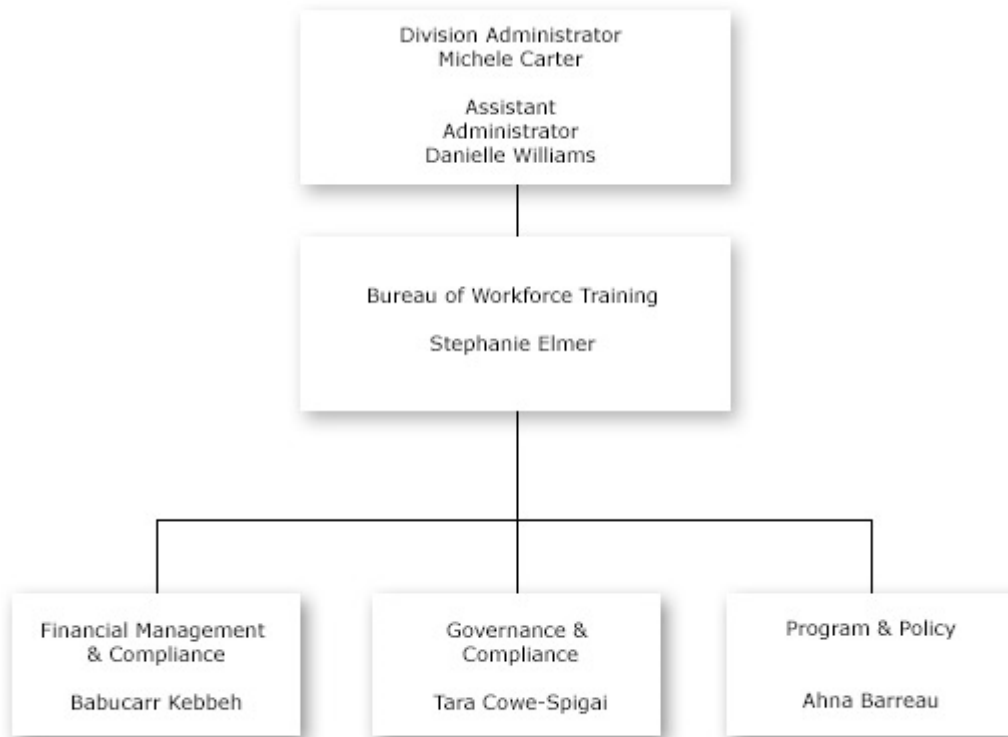 Division Administrator
Michele Carter
Assistant
Administrator
Danielle Williams
Bureau of Workforce Training
Stephanie Elmer
Financial Management
& Compliance
Babucarr Kebbeh
Governance &
Compliance
Tara Cowe-Spigai
Program & Policy
Ahna Barreau